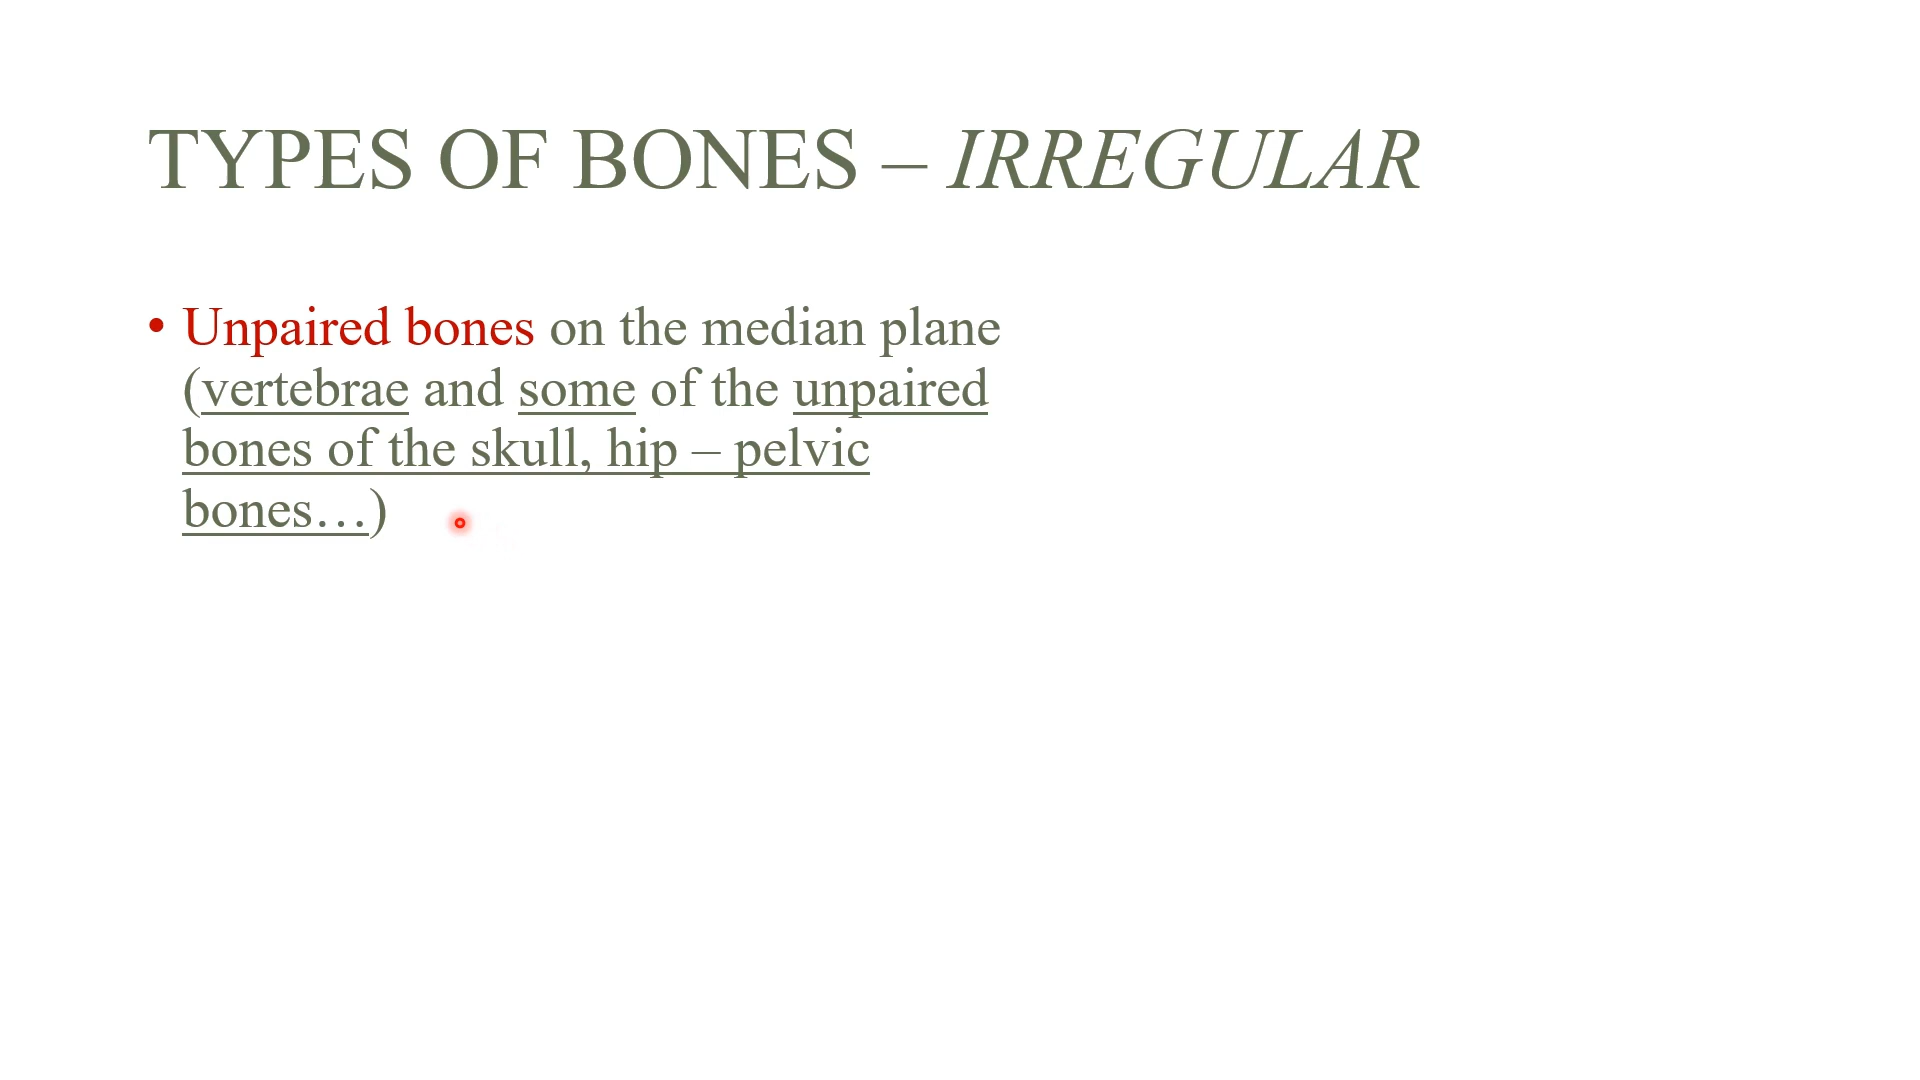 TYPES OF BONES – IRREGULAR
• Unpaired bones on the median plane
(vertebrae and some of the unpaired
bones of the skull, hip – pelvic
bones…)